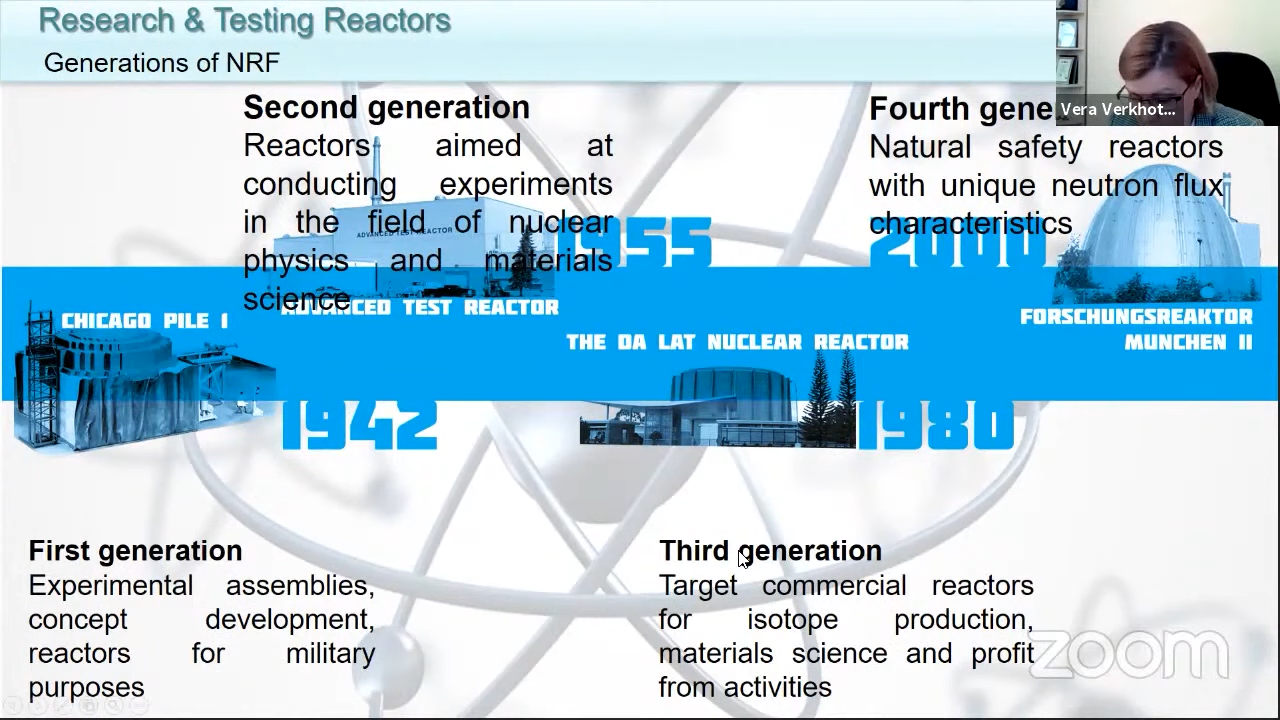 Research & Testing Reactors
Generations of NRF
Vera Verkhot...
Second generation
Reactors aimed at
conducting experiments
in the field of nuclear
physics and materials
science
Fourth gene
Natural safety reactors
with unique neutron flux
characteristics
ADVANCED TEST REACTOR
1955
2000
CHICAGO PILE I
ADVANCED TEST REACTOR
THE DA LAT NUCLEAR REACTOR
FORSCHUNGSREAKTOR
MUNCHEN II
1942
1980
First generation
Experimental assemblies,
concept development,
reactors for military
purposes
Third generation
Target commercial reactors
for isotope production,
materials science and profit
from activities
zoom